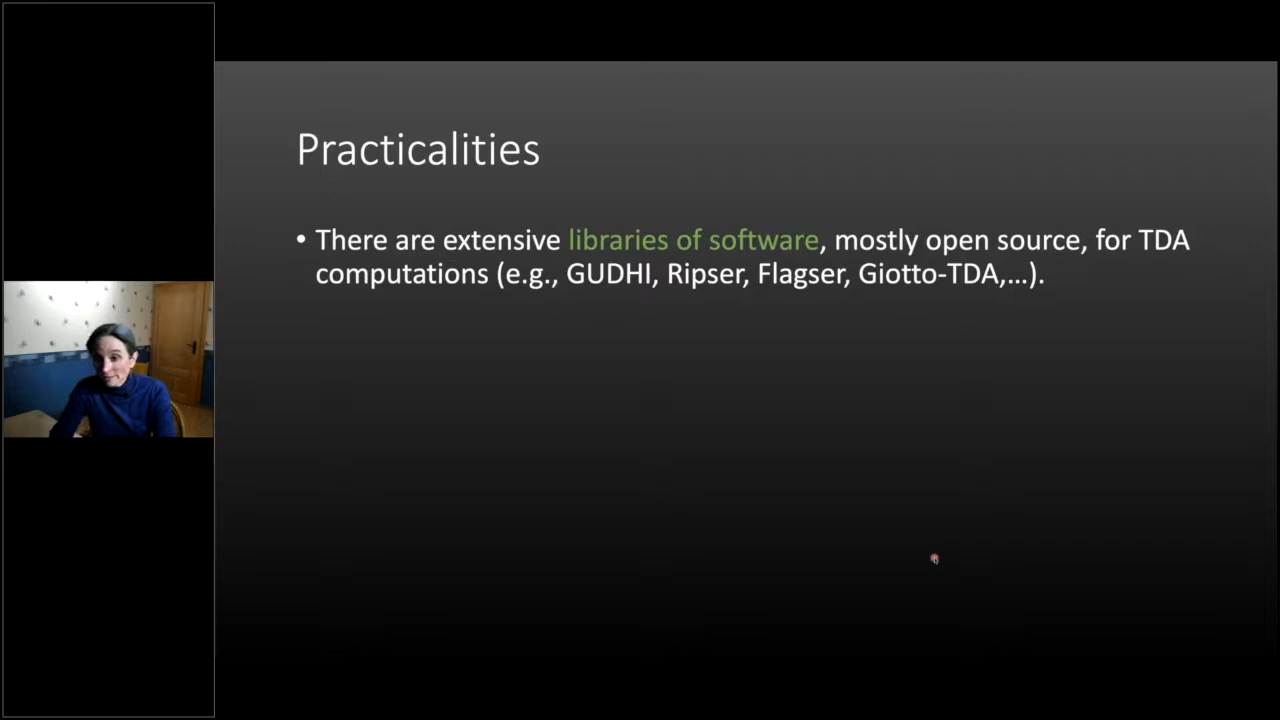 Practicalities
• There are extensive libraries of software, mostly open source, for TDA
computations (e.g., GUDHI, Ripser, Flagser, Giotto-TDA,...).